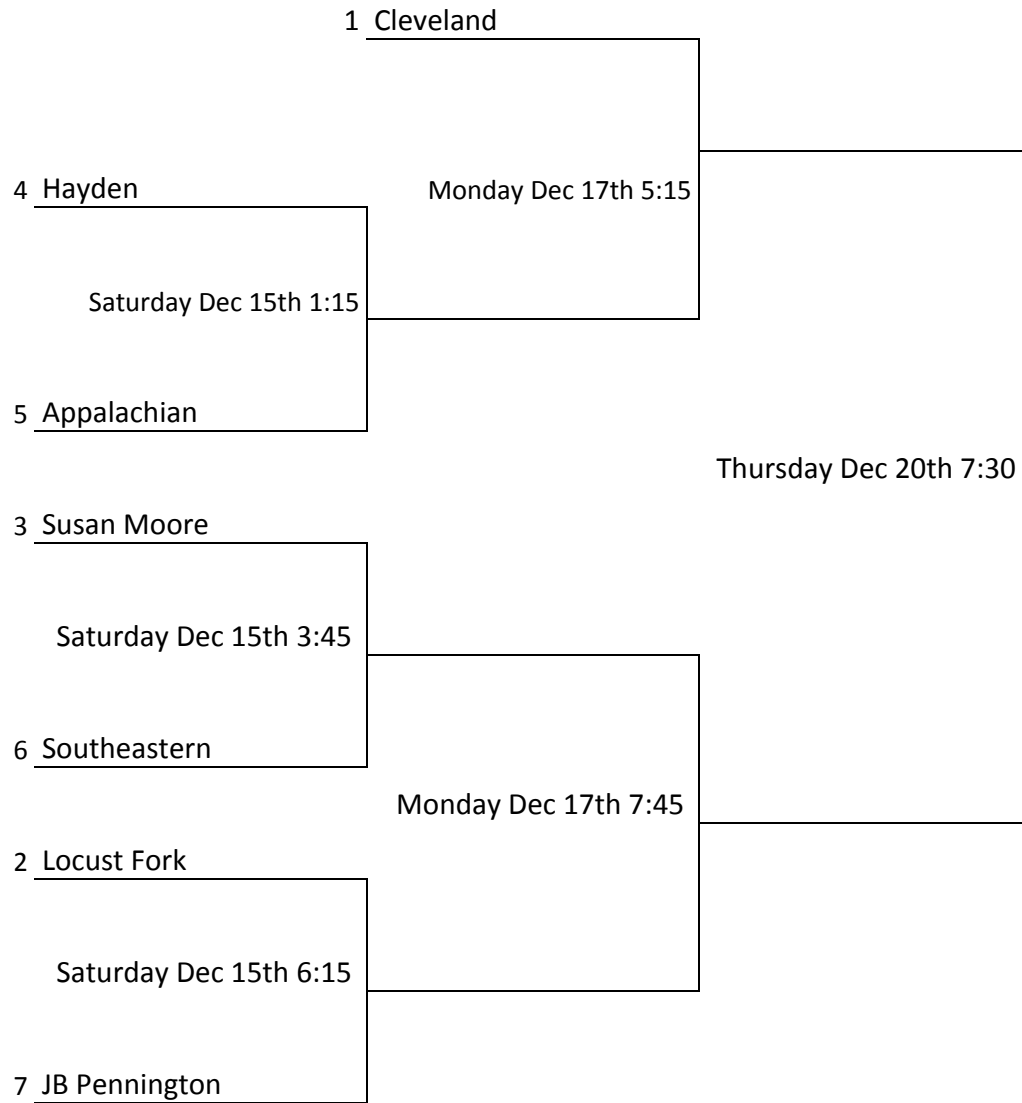 1 Cleveland
4 Hayden
Monday Dec 17th 5:15
Saturday Dec 15th 1:15
5 Appalachian
Thursday Dec 20th 7:30
3 Susan Moore
Saturday Dec 15th 3:45
6 Southeastern
Monday Dec 17th 7:45
2 Locust Fork
Saturday Dec 15th 6:15
7 JB Pennington